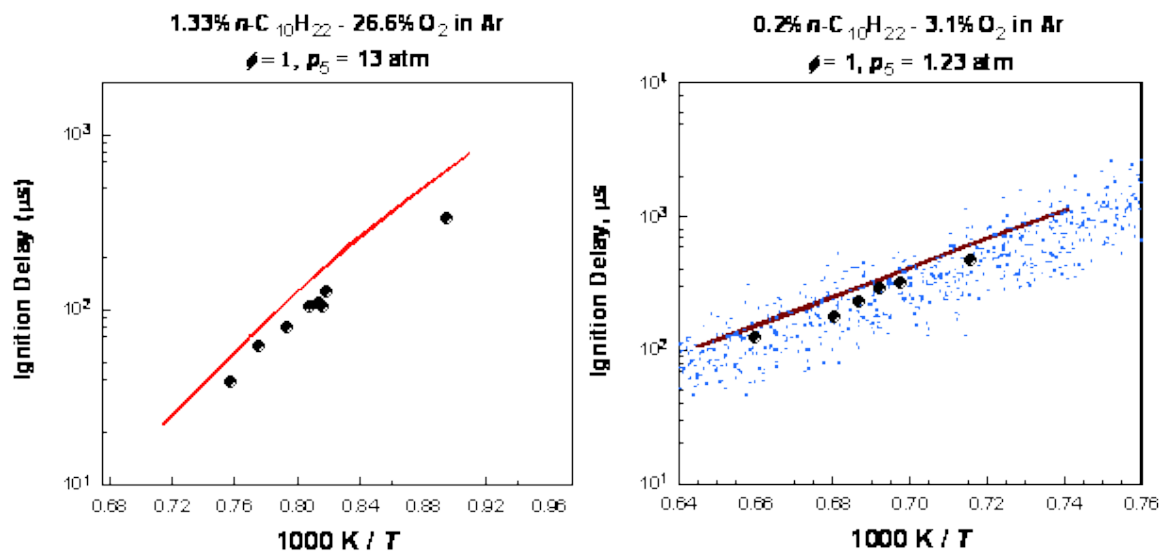 1.33% n-C10H22 - 26.6% O2 in Ar
ϕ = 1, p5 = 13 atm
Ignition Delay (µs)
10³
10²
10¹
0.68 0.72 0.76 0.80 0.84 0.88 0.92 0.96
1000 K / T
0.2% n-C10H22 - 3.1% O2 in Ar
ϕ = 1, p5 = 1.23 atm
Ignition Delay, µs
10⁴
10³
10²
10¹
0.64 0.66 0.68 0.70 0.72 0.74 0.76
1000 K / T